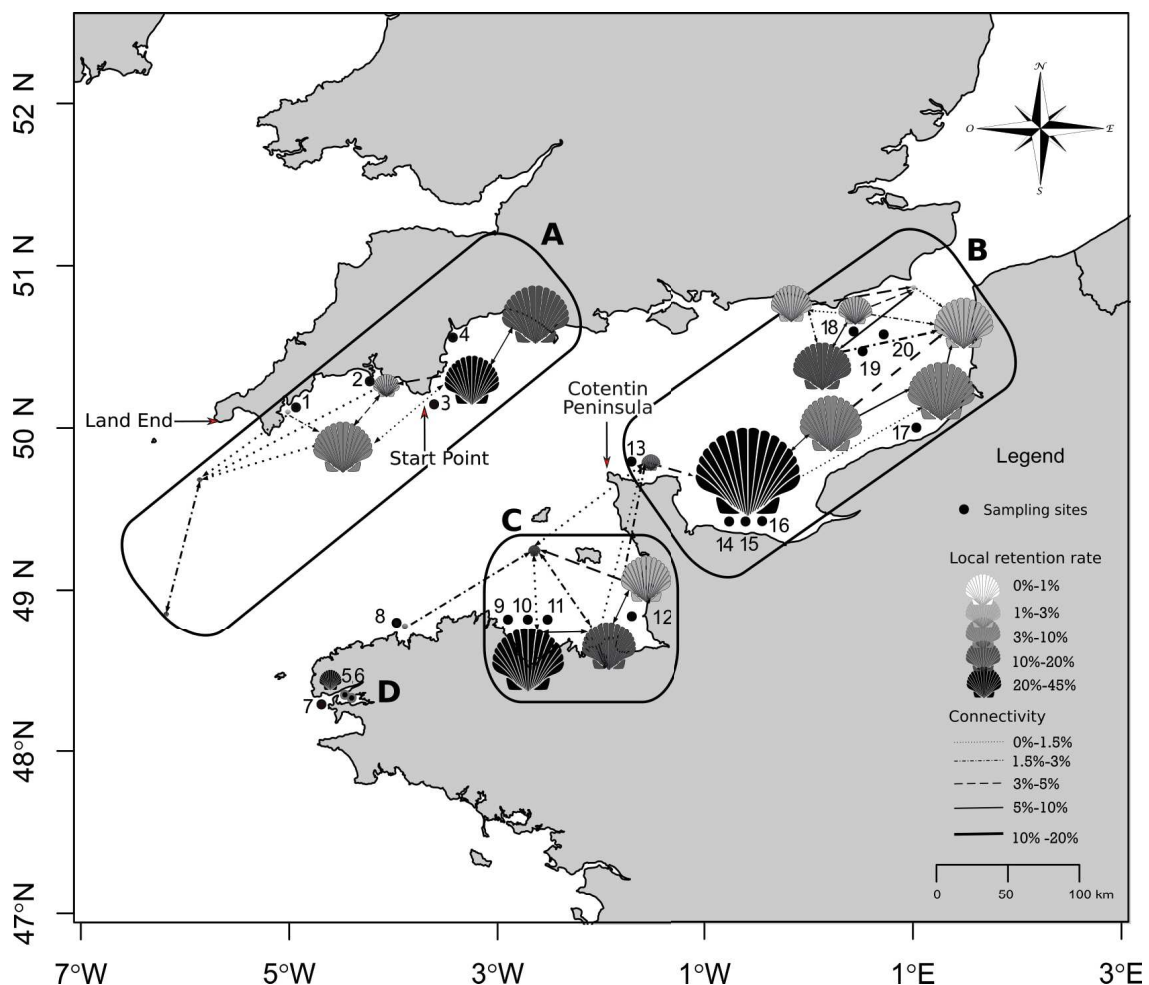 52 N
51 N
50 N
49 N
48°N
47°N
7°W
5°W
3°W
1°W
1°E
3°E
N
O
E
S
A
B
C
D
Land End
Start Point
Cotentin
Peninsula
1
2
3
4
5
6
7
8
9 10 11
12
13
14 15 16
17
18
19
20
Legend
Sampling sites
Local retention rate
0%-1%
1%-3%
3%-10%
10%-20%
20%-45%
Connectivity
0%-1.5%
1.5%-3%
3%-5%
5%-10%
10% -20%
0 50 100 km